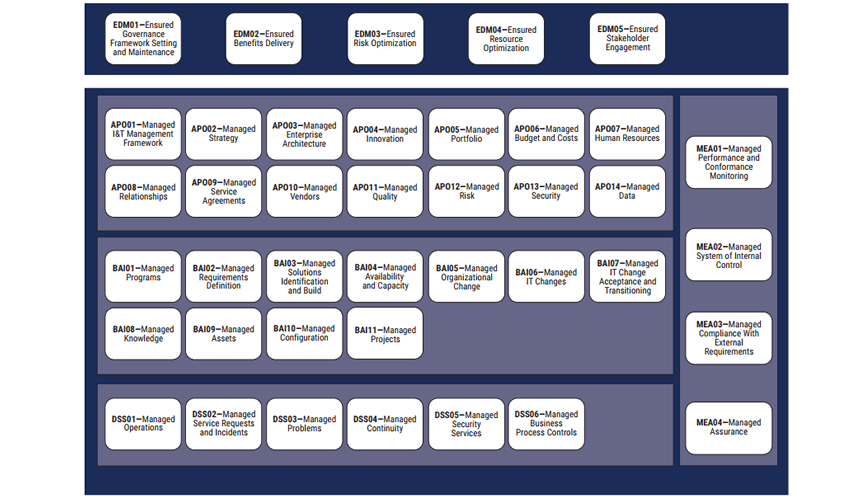 EDM01—Ensured
Governance
Framework Setting
and Maintenance
EDM02—Ensured
Benefits Delivery
EDM03—Ensured
Risk Optimization
EDM04—Ensured
Resource
Optimization
EDM05—Ensured
Stakeholder
Engagement
APO01—Managed
I&T Management
Framework
APO02—Managed
Strategy
APO03—Managed
Enterprise
Architecture
APO04—Managed
Innovation
APO05—Managed
Portfolio
APO06—Managed
Budget and Costs
APO07—Managed
Human Resources
APO08—Managed
Relationships
APO09—Managed
Service
Agreements
APO10—Managed
Vendors
APO11—Managed
Quality
APO12—Managed
Risk
APO13—Managed
Security
APO14—Managed
Data
BAI01—Managed
Programs
BAI02—Managed
Requirements
Definition
BAI03—Managed
Solutions
Identification
and Build
BAI04—Managed
Availability
and Capacity
BAI05—Managed
Organizational
Change
BAI06—Managed
IT Changes
BAI07—Managed
IT Change
Acceptance and
Transitioning
BAI08—Managed
Knowledge
BAI09—Managed
Assets
BAI10—Managed
Configuration
BAI11—Managed
Projects
DSS01—Managed
Operations
DSS02—Managed
Service Requests
and Incidents
DSS03—Managed
Problems
DSS04—Managed
Continuity
DSS05—Managed
Security
Services
DSS06—Managed
Business
Process Controls
MEA01—Managed
Performance and
Conformance
Monitoring
MEA02—Managed
System of Internal
Control
MEA03—Managed
Compliance With
External
Requirements
MEA04—Managed
Assurance